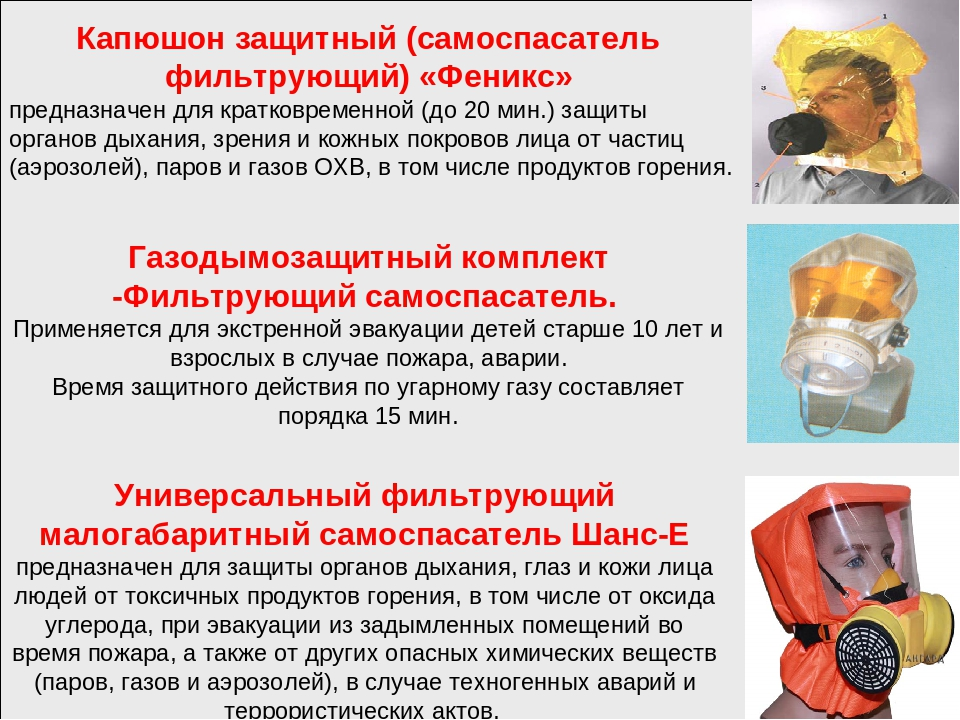 Капюшон защитный (самоспасатель
фильтрующий) «Феникс»
предназначен для кратковременной (до 20 мин.) защиты
органов дыхания, зрения и кожных покровов лица от частиц
(аэрозолей), паров и газов ОХВ, в том числе продуктов горения.
1
3
2
4
Газодымозащитный комплект
-Фильтрующий самоспасатель.
Применяется для экстренной эвакуации детей старше 10 лет и
взрослых в случае пожара, аварии.
Время защитного действия по угарному газу составляет
порядка 15 мин.
Универсальный фильтрующий
малогабаритный самоспасатель Шанс-Е
предназначен для защиты органов дыхания, глаз и кожи лица
людей от токсичных продуктов горения, в том числе от оксида
углерода, при эвакуации из задымленных помещений во
время пожара, а также от других опасных химических веществ
(паров, газов и аэрозолей), в случае техногенных аварий и
террористических актов.